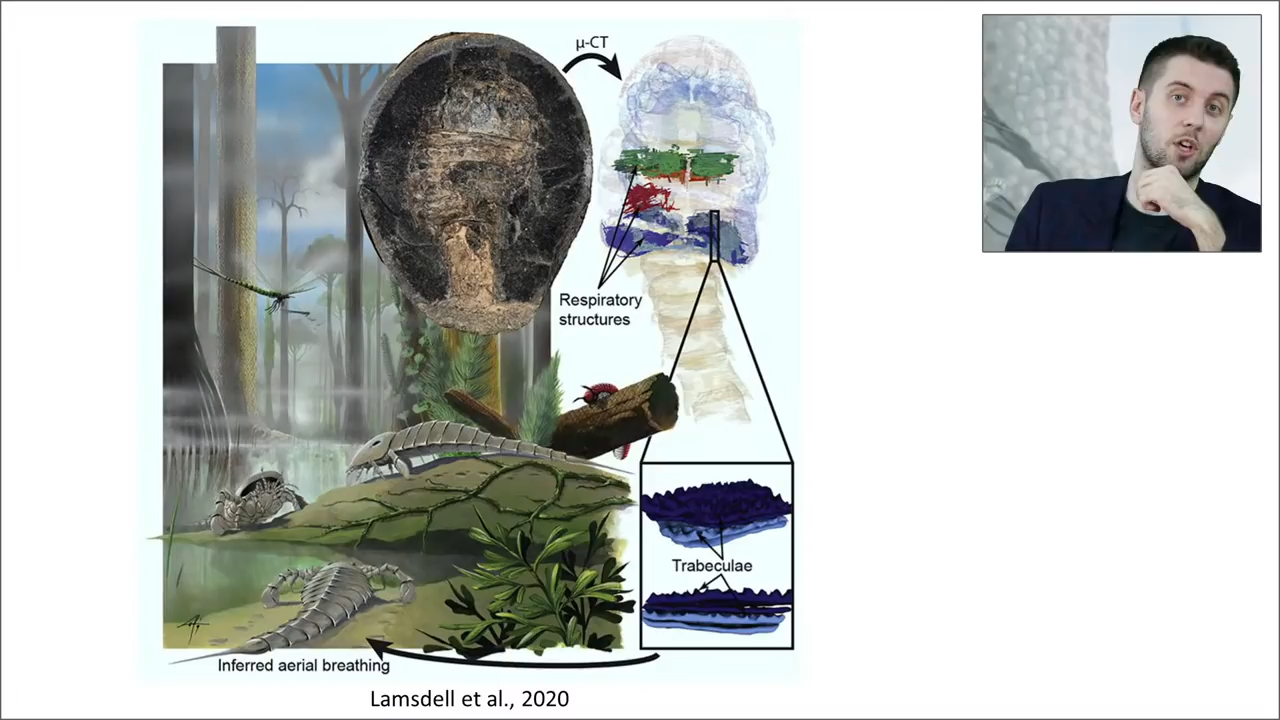 μ-CT
Respiratory
structures
Trabeculae
Inferred aerial breathing
Lamsdell et al., 2020